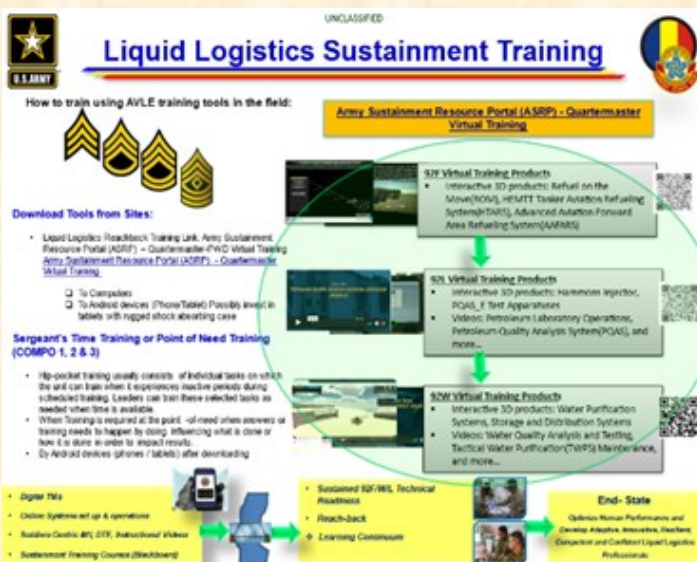 UNCLASSIFIED
Liquid Logistics Sustainment Training
U.S.ARMY
How to train using AVLE training tools in the field:
Army Sustainment Resource Portal (ASRP) - Quartermaster
Virtual Training
Download Tools from Sites:
Liquid Logistics Reachback Training Link. Army Sustainment
Resource Portal (ASRP) – Quartermaster-PWD Virtual Training
Army Sustainment Resource Portal (ASRP) - Quartermaster
Virtual Training
To Computers
To Android devices (Phone/Tablet) Possibly invest in
tablets with rugged shock absorbing case
Sergeant's Time Training or Point of Need Training
(COMPO 1, 2 & 3)
Hip-pocket training usually consists of individual tasks on which
the unit can train when it experiences inactive periods during
scheduled training. Leaders can train these selected tasks as
needed when time is available.
When Training is required at the point -of-need when answers or
training needs to happen by doing, influencing what is done or
how it is done in order to impact results.
By Android devices (phones / tablets) after downloading
92F Virtual Training Products
Interactive 3D products: Refuel on the
Move(ROM), HEMTT Tanker Aviation Refueling
System(HTARS), Advanced Aviation Forward
Area Refueling System(AAFARS)
92L Virtual Training Products
Interactive 3D products: Hammonn Injector,
PQAS_E Test Apparatuses
Videos: Petroleum Laboratory Operations,
Petroleum Quality Analysis System(PQAS), and
more...
92W Virtual Training Products
Interactive 3D products: Water Purification
Systems, Storage and Distribution Systems
Videos: Water Quality Analysis and Testing,
Tactical Water Purification(TWPS) Maintenance,
and more...
Digital TMs
Online Systems set up & operations
Soldiers Centric MI, DTF, Instructional Videos
Sustainment Training Courses (Blackboard)
Sustained 92F/W/L Technical
Readiness
Reach-back
Learning Continuum
End- State
Optimize Human Performance and
Develop Adaptive, Innovative, Resilient,
Competent and Confident Liquid Logistics
Professionals